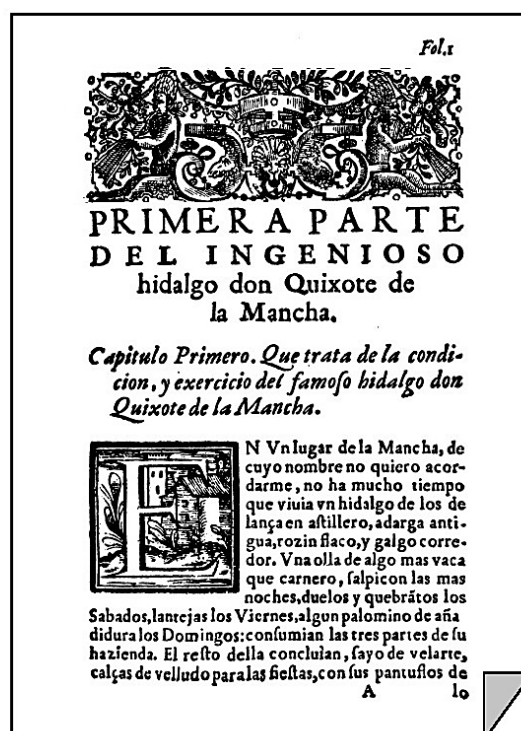 Fol.1
PRIMERA PARTE
DEL INGENIOSO
hidalgo don Quixote de
la Mancha.
Capitulo Primero. Que trata de la condi-
cion, y exercicio del famoſo hidalgo don
Quixote de la Mancha.
EN Vn lugar de la Mancha, de
cuyo nombre no quiero acor-
darme, no ha mucho tiempo
que viuia vn hidalgo de los de
lança en aſtillero, adarga anti-
gua, rozin flaco, y galgo corre-
dor. Vna olla de algo mas vaca
que carnero, ſalpicon las mas
noches, duelos y quebrãtos los
Sabados, lantejas los Viernes, algun palomino de aña
didura los Domingos: conſumian las tres partes de ſu
hazienda. El reſto della concluian, ſayo de velarte,
calças de velludo para las fieſtas, con ſus pantuflos de
A lo